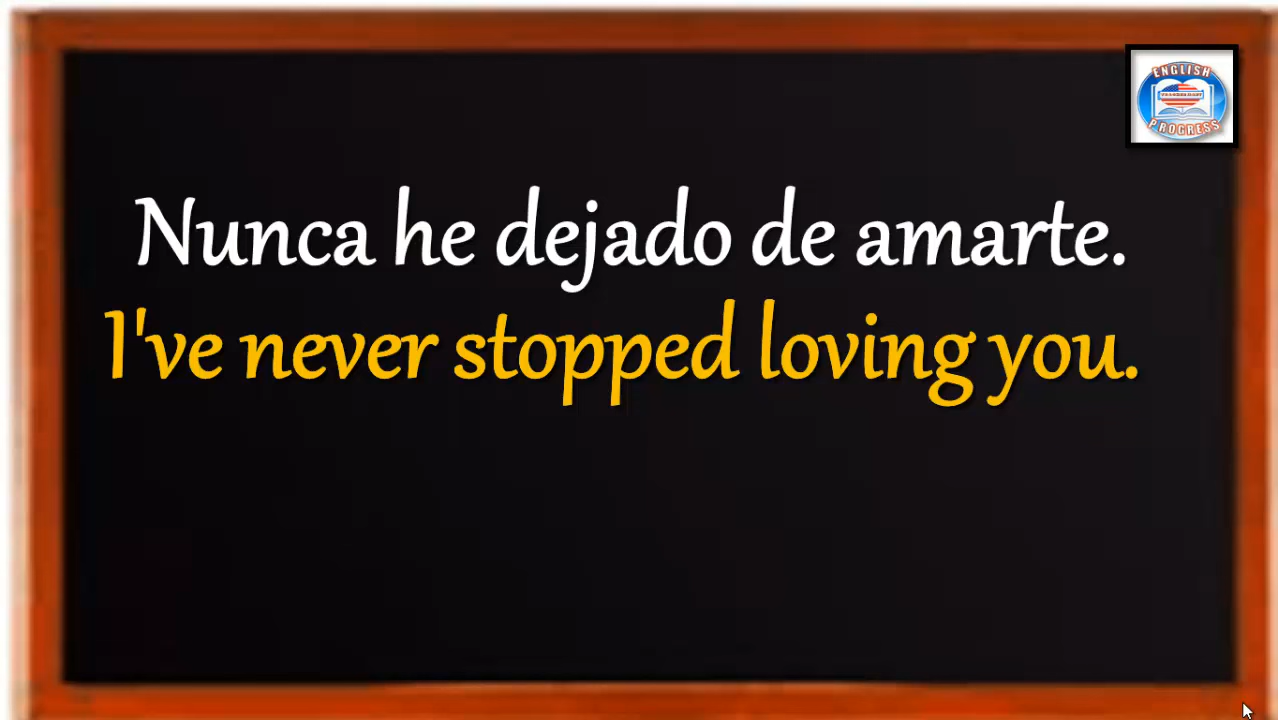 ENGLISH
PROGRESS
Nunca he dejado de amarte.
I've never stopped loving you.